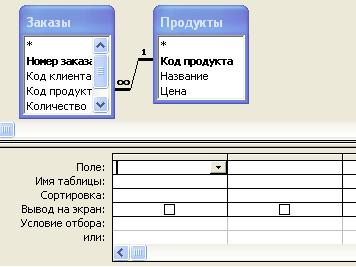 Заказы
*
Номер заказа
Код клиента
Код продукт
Количество
∞
1
Продукты
*
Код продукта
Название
Цена
Поле:
Имя таблицы:
Сортировка:
Вывод на экран:
Условие отбора:
или: